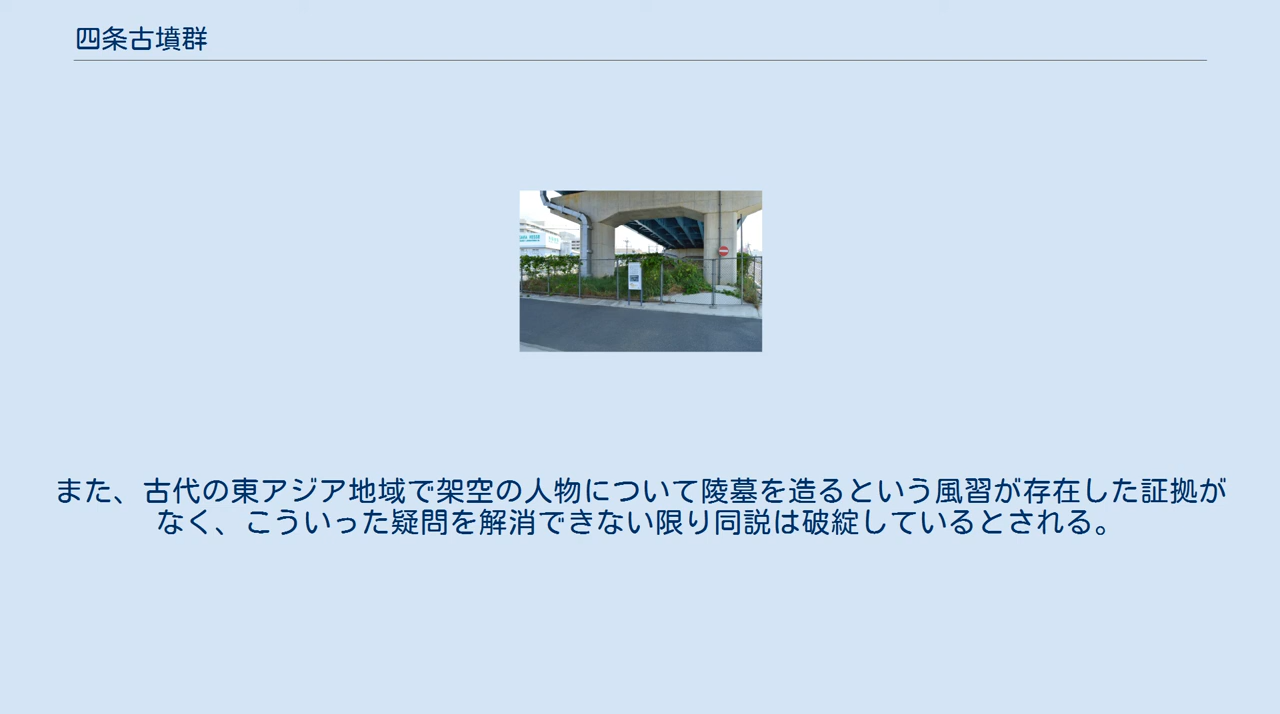 四条古墳群
また、古代の東アジア地域で架空の人物について陵墓を造るという風習が存在した証拠が
なく、こういった疑問を解消できない限り同説は破綻しているとされる。